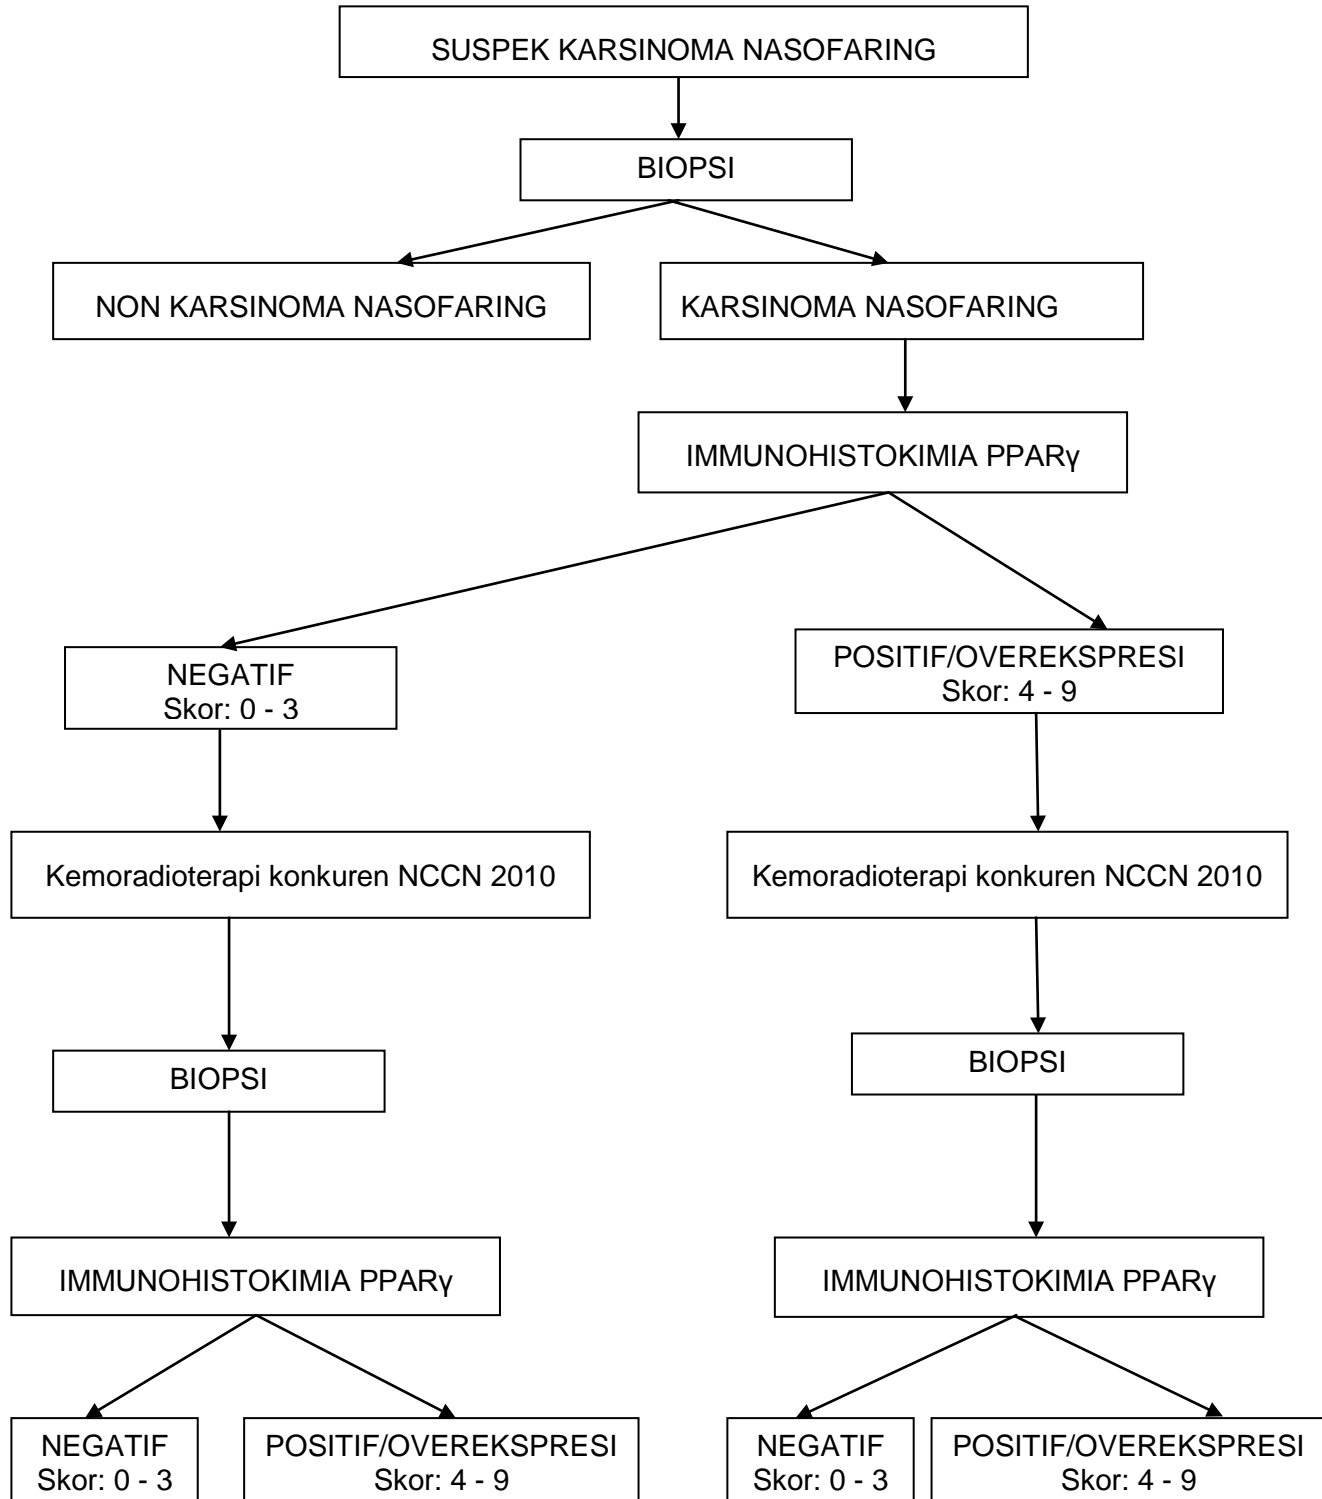 SUSPEK KARSINOMA NASOFARING
BIOPSI
NON KARSINOMA NASOFARING
KARSINOMA NASOFARING
IMMUNOHISTOKIMIA PPARγ
NEGATIF
Skor: 0 - 3
POSITIF/OVEREKSPRESI
Skor: 4 - 9
Kemoradioterapi konkuren NCCN 2010
Kemoradioterapi konkuren NCCN 2010
BIOPSI
BIOPSI
IMMUNOHISTOKIMIA PPARγ
IMMUNOHISTOKIMIA PPARγ
NEGATIF
Skor: 0 - 3
POSITIF/OVEREKSPRESI
Skor: 4 - 9
NEGATIF
Skor: 0 - 3
POSITIF/OVEREKSPRESI
Skor: 4 - 9